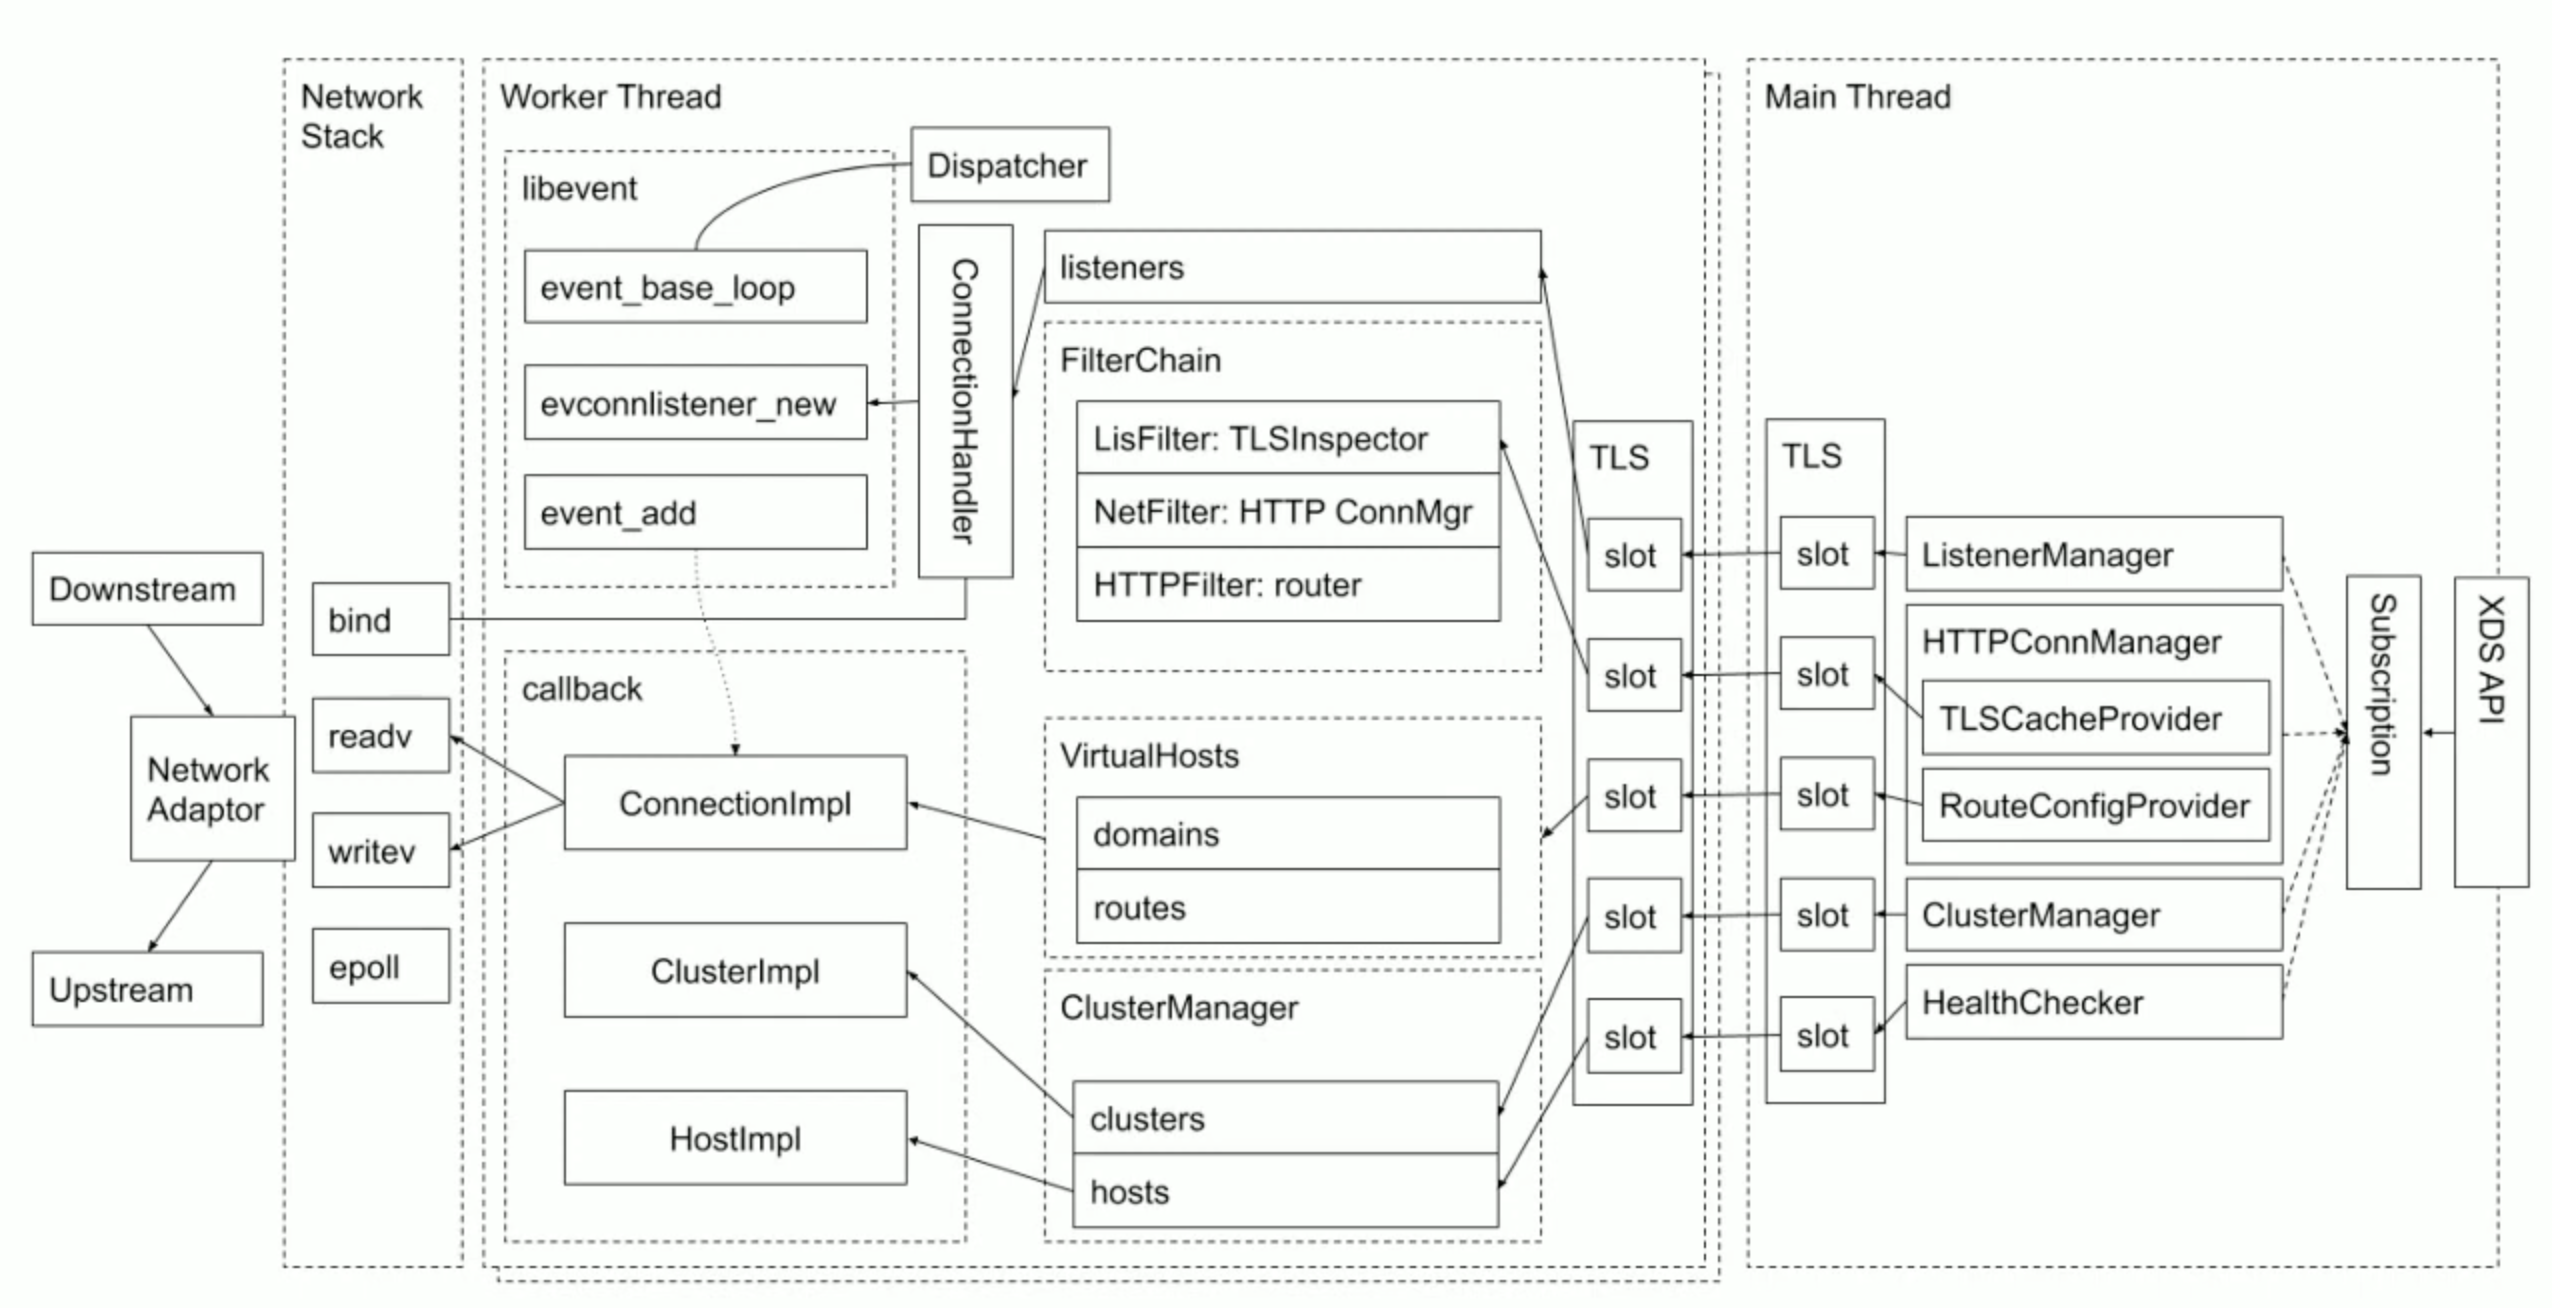 Network
Stack
Worker Thread
Main Thread
Dispatcher
libevent
event_base_loop
evconnlistener_new
event_add
ConnectionHandler
listeners
FilterChain
LisFilter: TLSInspector
NetFilter: HTTP ConnMgr
HTTPFilter: router
TLS
slot
slot
slot
slot
slot
TLS
slot
slot
slot
slot
slot
ListenerManager
HTTPConnManager
TLSCacheProvider
RouteConfigProvider
ClusterManager
HealthChecker
Subscription
XDS API
Downstream
Network
Adaptor
Upstream
bind
readv
writev
epoll
callback
ConnectionImpl
ClusterImpl
HostImpl
VirtualHosts
domains
routes
ClusterManager
clusters
hosts